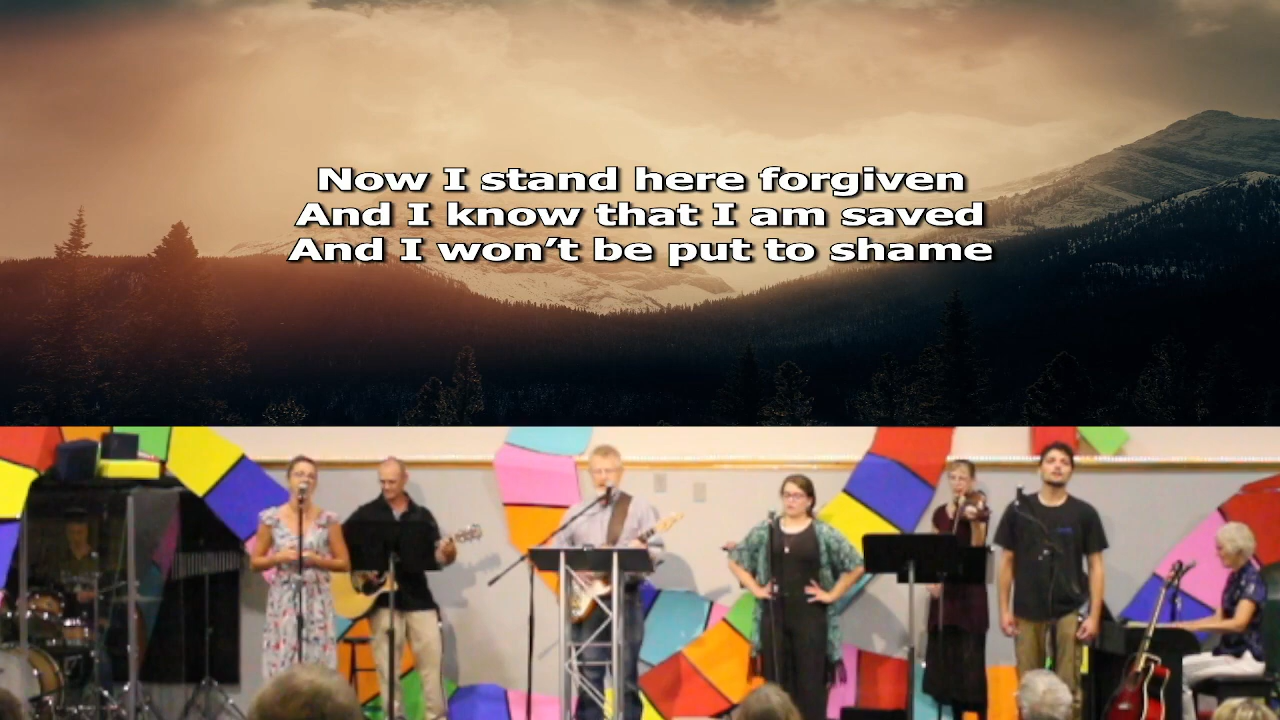 Now I stand here forgiven
And I know that I am saved
And I won’t be put to shame